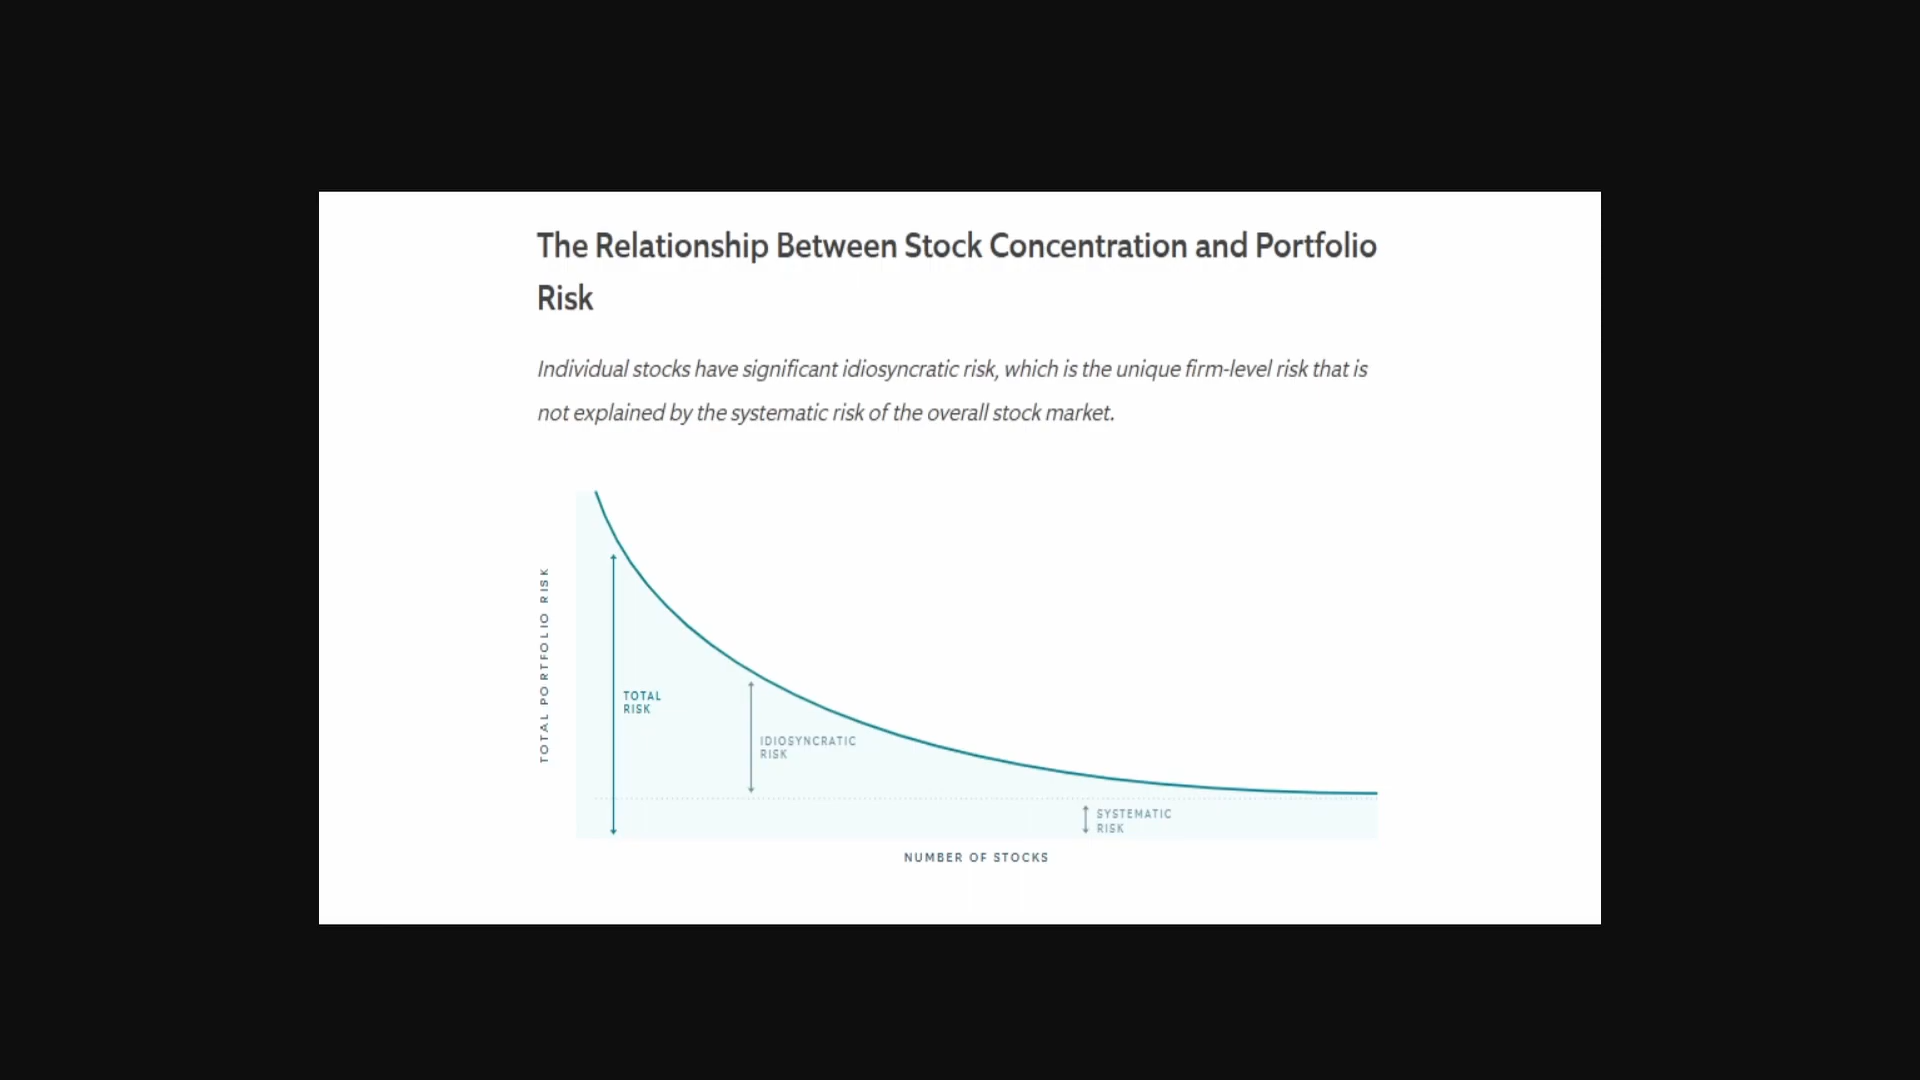 The Relationship Between Stock Concentration and Portfolio
Risk
Individual stocks have significant idiosyncratic risk, which is the unique firm-level risk that is
not explained by the systematic risk of the overall stock market.
TOTAL PORTFOLIO RISK
TOTAL
RISK
IDIOSYNCRATIC
RISK
SYSTEMATIC
RISK
NUMBER OF STOCKS